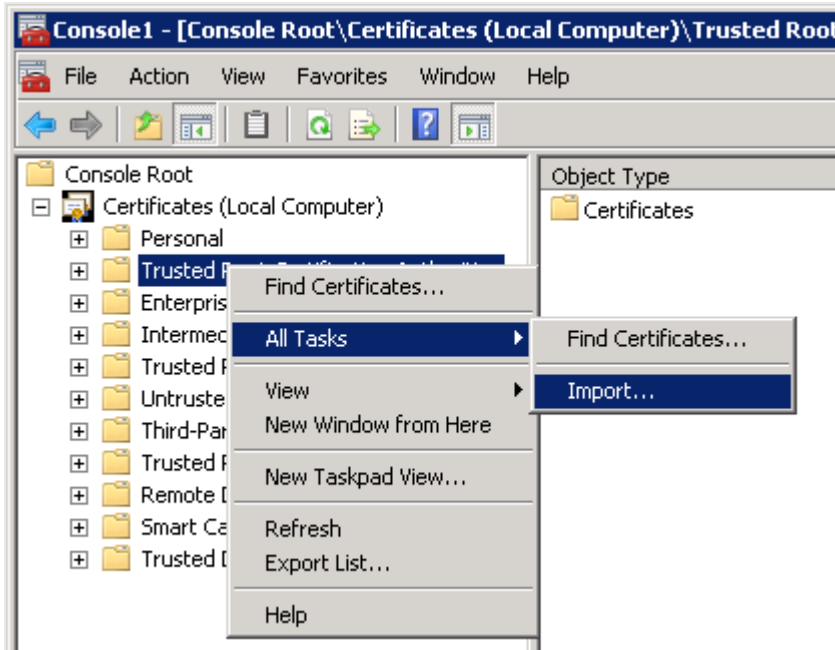 Console1 - [Console Root\Certificates (Local Computer)\Trusted Root
File Action View Favorites Window Help
Console Root
Certificates (Local Computer)
Personal
Trusted
Enterpris
Intermed
Trusted
Untruste
Third-Par
Trusted
Remote
Smart Ca
Trusted
Find Certificates...
All Tasks
View
New Window from Here
New Taskpad View...
Refresh
Export List...
Help
Find Certificates...
Import...
Object Type
Certificates